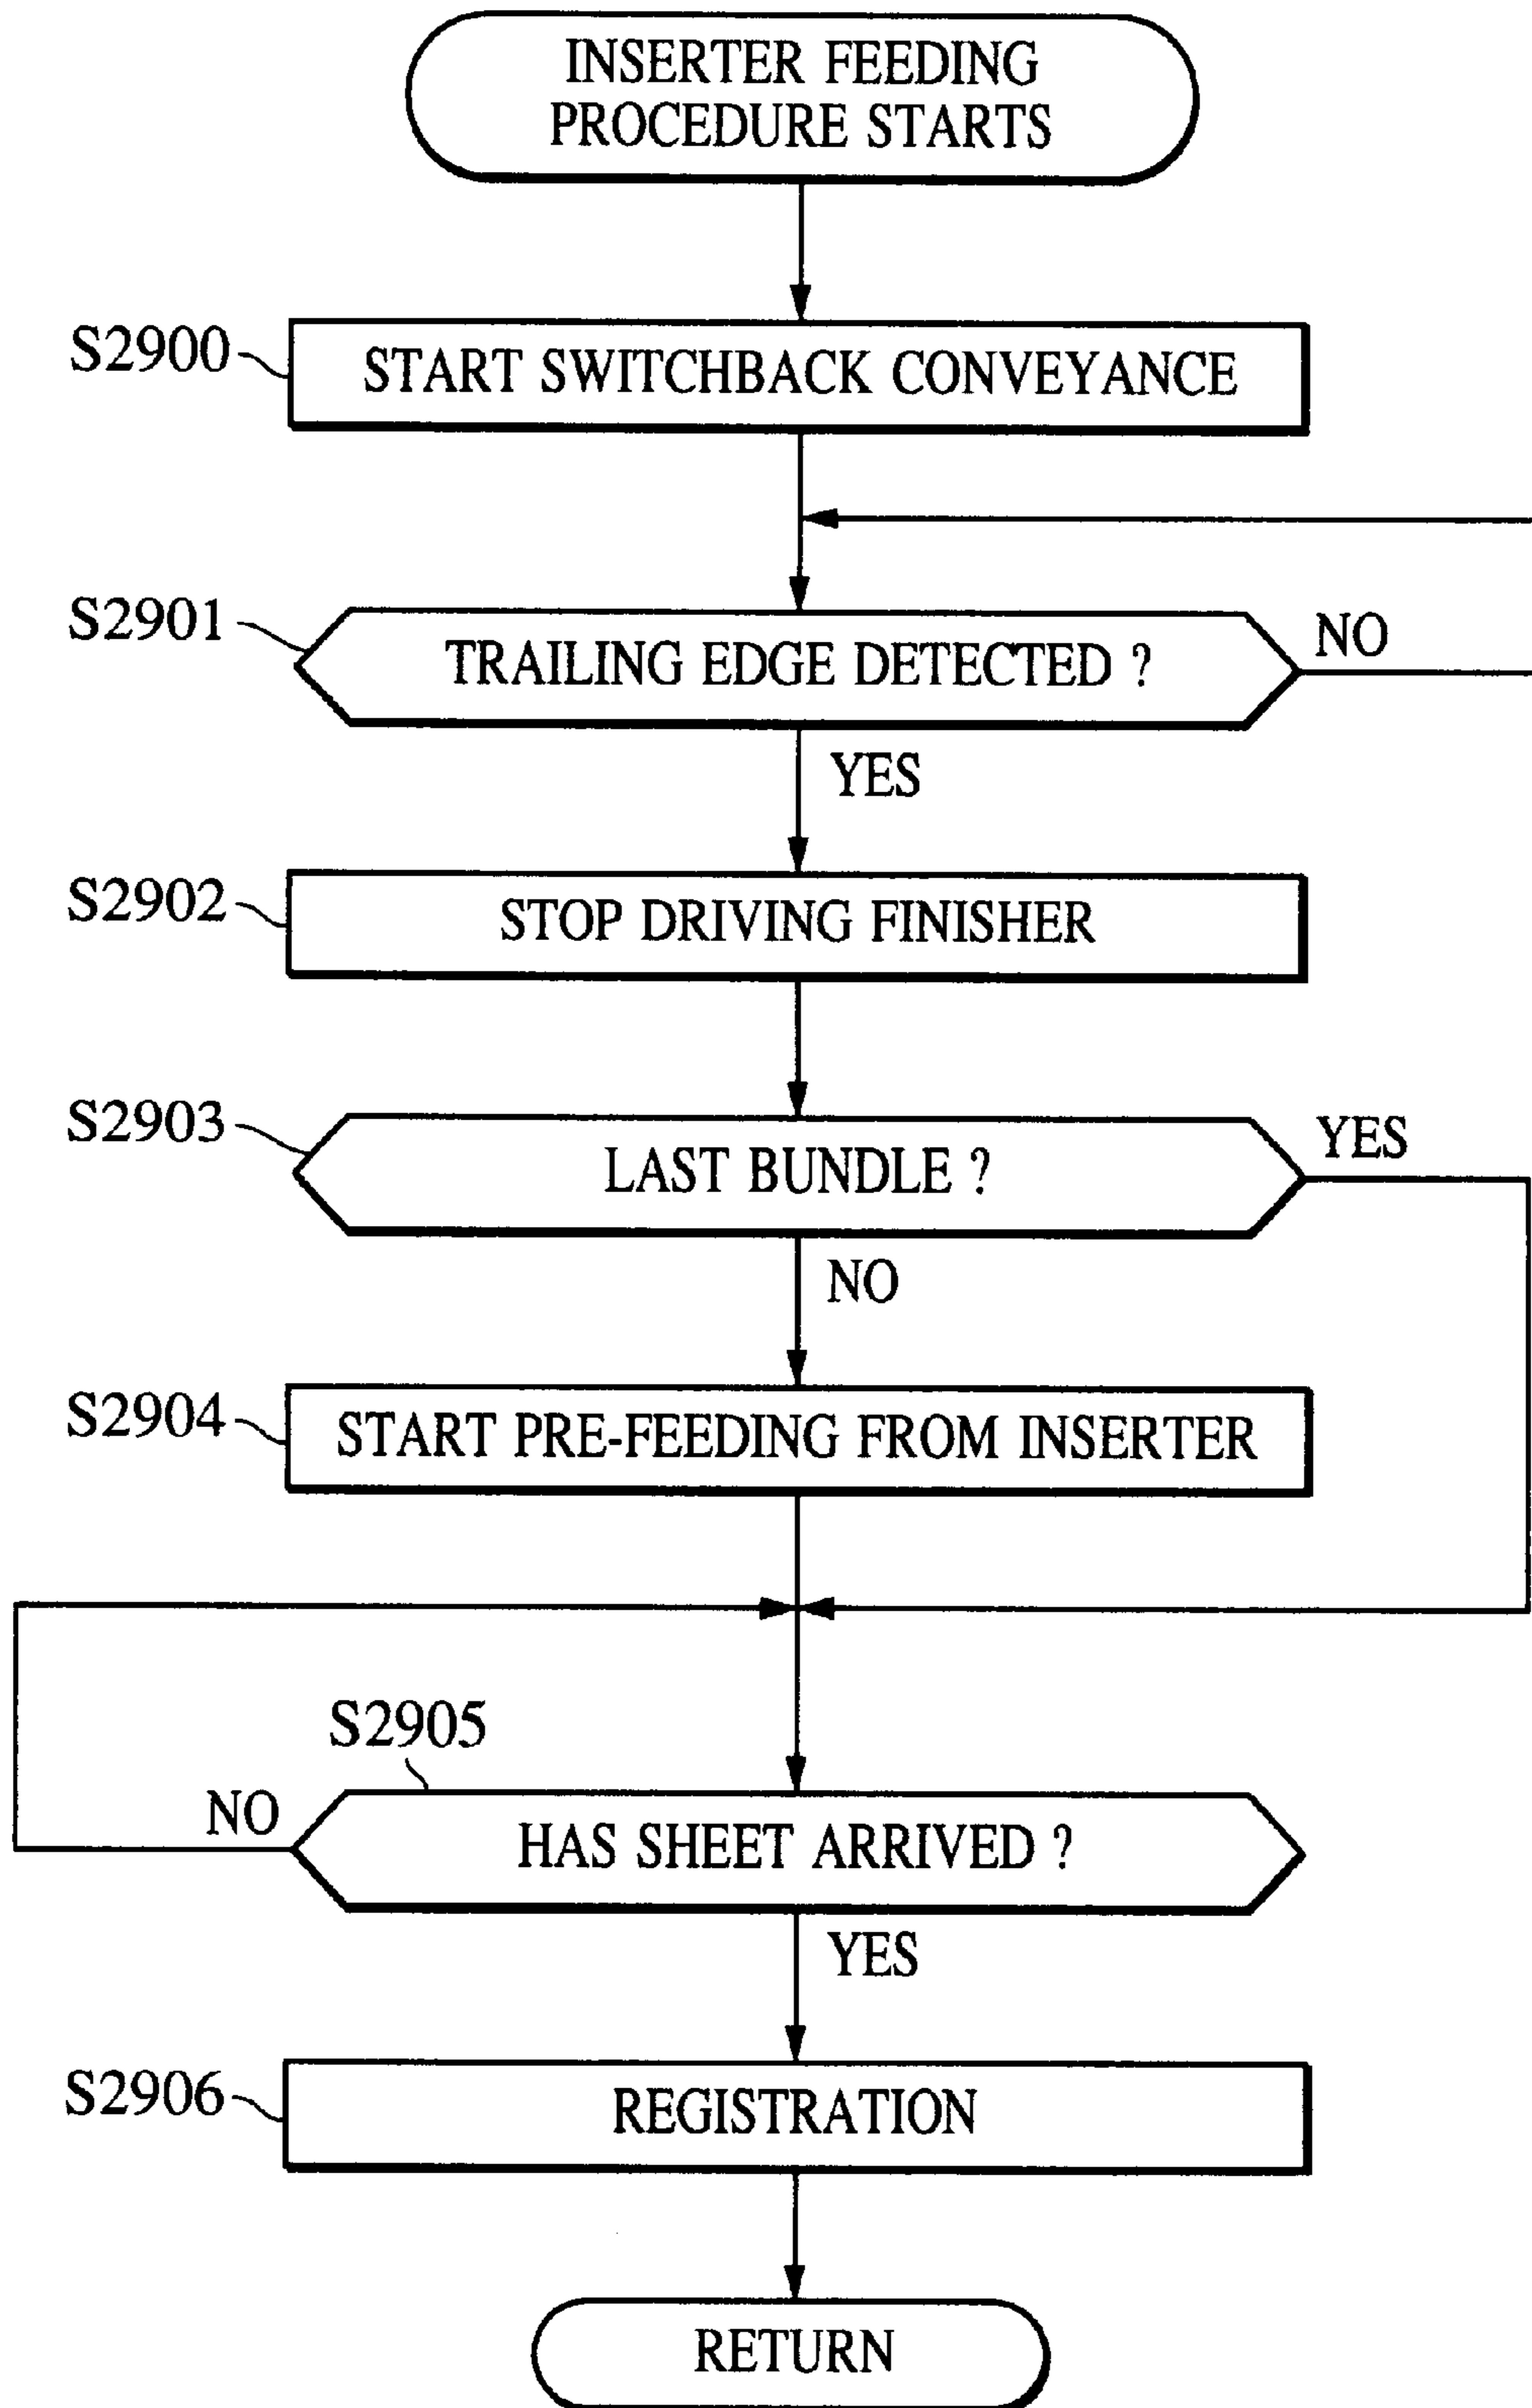 INSERTER FEEDING
PROCEDURE STARTS
S2900
START SWITCHBACK CONVEYANCE
S2901
TRAILING EDGE DETECTED ?
NO
YES
S2902
STOP DRIVING FINISHER
S2903
LAST BUNDLE ?
YES
NO
S2904
START PRE-FEEDING FROM INSERTER
S2905
NO
HAS SHEET ARRIVED ?
YES
S2906
REGISTRATION
RETURN